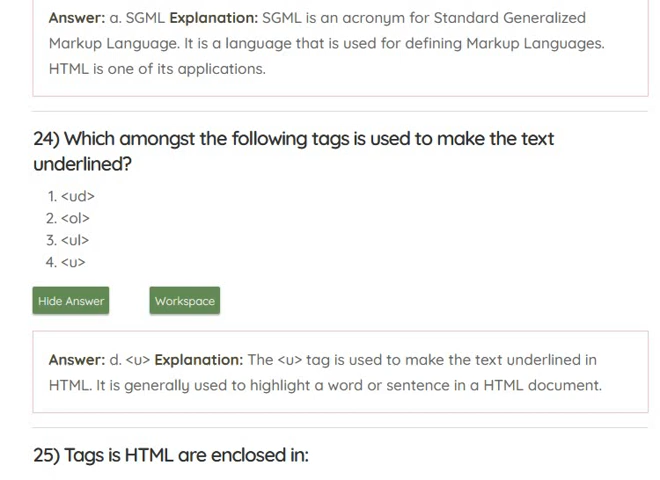 Answer: a. SGML Explanation: SGML is an acronym for Standard Generalized
Markup Language. It is a language that is used for defining Markup Languages.
HTML is one of its applications.
24) Which amongst the following tags is used to make the text
underlined?
1. <ud>
2. <ol>
3. <ul>
4. <u>
Hide Answer Workspace
Answer: d. <u> Explanation: The <u> tag is used to make the text underlined in
HTML. It is generally used to highlight a word or sentence in a HTML document.
25) Tags is HTML are enclosed in: